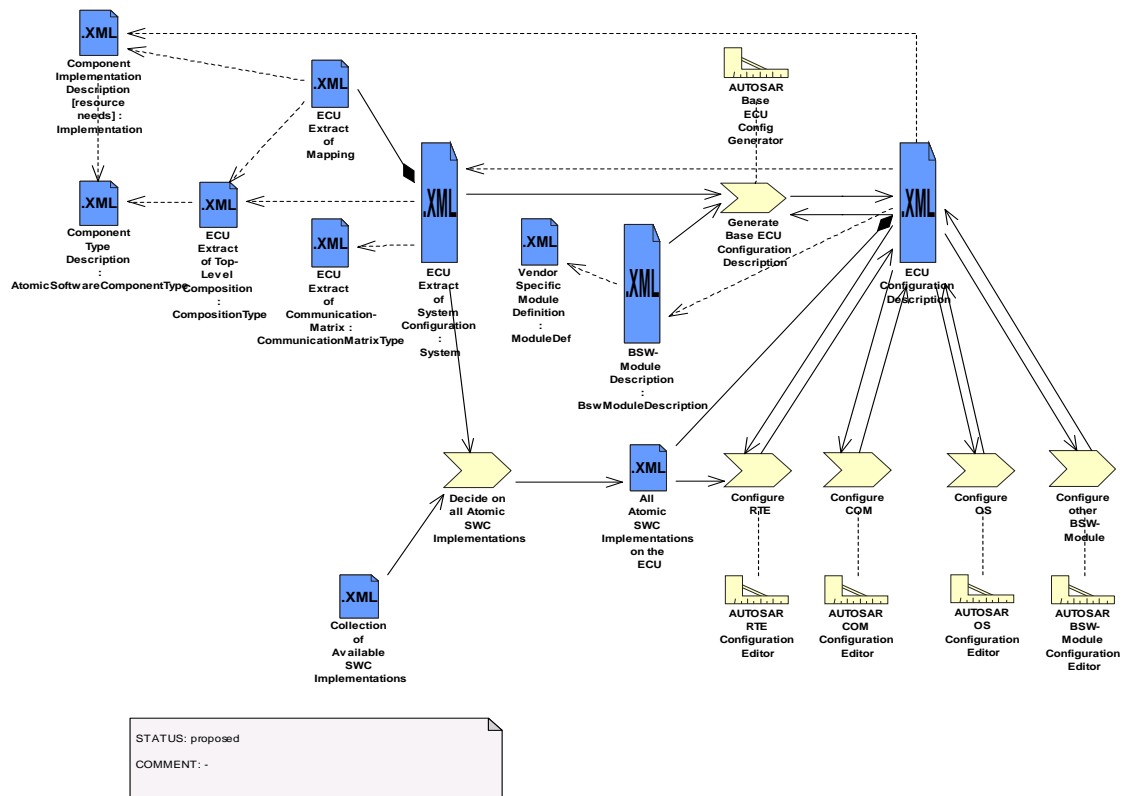 .XML
Component
Implementation
Description
[resource
needs] :
Implementation
.XML
ECU
Extract
of
Mapping
AUTOSAR
Base
ECU
Config
Generator
.XML
Component
Type
Description
:
AtomicSoftwareComponentType
.XML
ECU
Extract
of Top-
Level
Composition
:
CompositionType
.XML
ECU
Extract
of
Communication-
Matrix :
CommunicationMatrixType
.XML
ECU
Extract
of
System
Configuration
:
System
.XML
Vendor
Specific
Module
Definition
:
ModuleDef
.XML
BSW-
Module
Description
:
BswModuleDescription
Generate
Base ECU
Configuration
Description
.XML
ECU
Configuration
Description
Decide on
all Atomic
SWC
Implementations
.XML
All
Atomic
SWC
Implementations
on the
ECU
Configure
RTE
Configure
COM
Configure
OS
Configure
other
BSW-
Module
.XML
Collection
of
Available
SWC
Implementations
AUTOSAR
RTE
Configuration
Editor
AUTOSAR
COM
Configuration
Editor
AUTOSAR
OS
Configuration
Editor
AUTOSAR
BSW-
Module
Configuration
Editor
STATUS: proposed
COMMENT: -